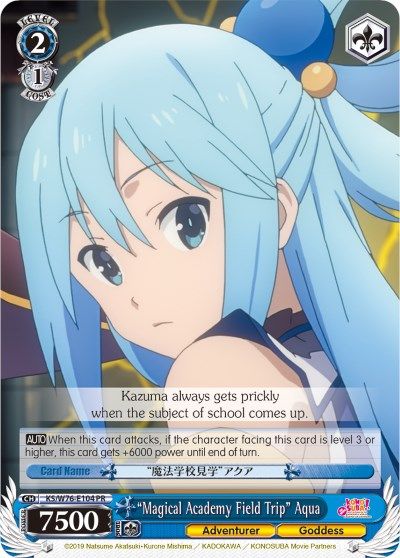 LEVEL
2
1
COST
Kazuma always gets prickly
when the subject of school comes up.
AUTO When this card attacks, if the character facing this card is level 3 or
higher, this card gets +6000 power until end of turn.
Card Name
"魔法学校見学"アクア
CH KS/W76-E104 PR
POWER
7500
"Magical Academy Field Trip" Aqua
Adventurer
Goddess
©2019 Natsume Akatsuki・Kurone Mishima / KADOKAWA / KONOSUBA Movie Partners